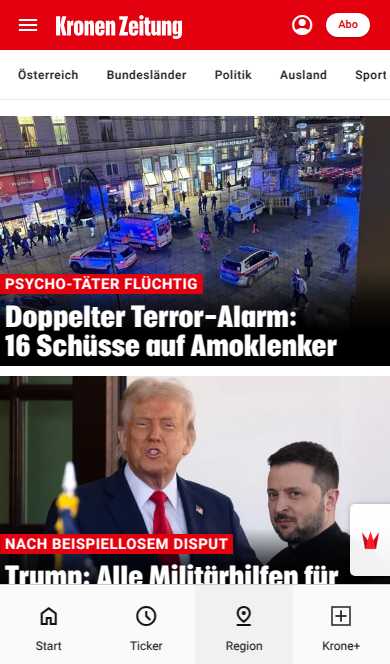 Kronen Zeitung
Abo
Österreich Bundesländer Politik Ausland Sport
PSYCHO-TÄTER FLÜCHTIG
Doppelter Terror-Alarm:
16 Schüsse auf Amoklenker
NACH BEISPIELLOSEM DISPUT
Trump: Alle Militärhilfen für
Start Ticker Region Krone+